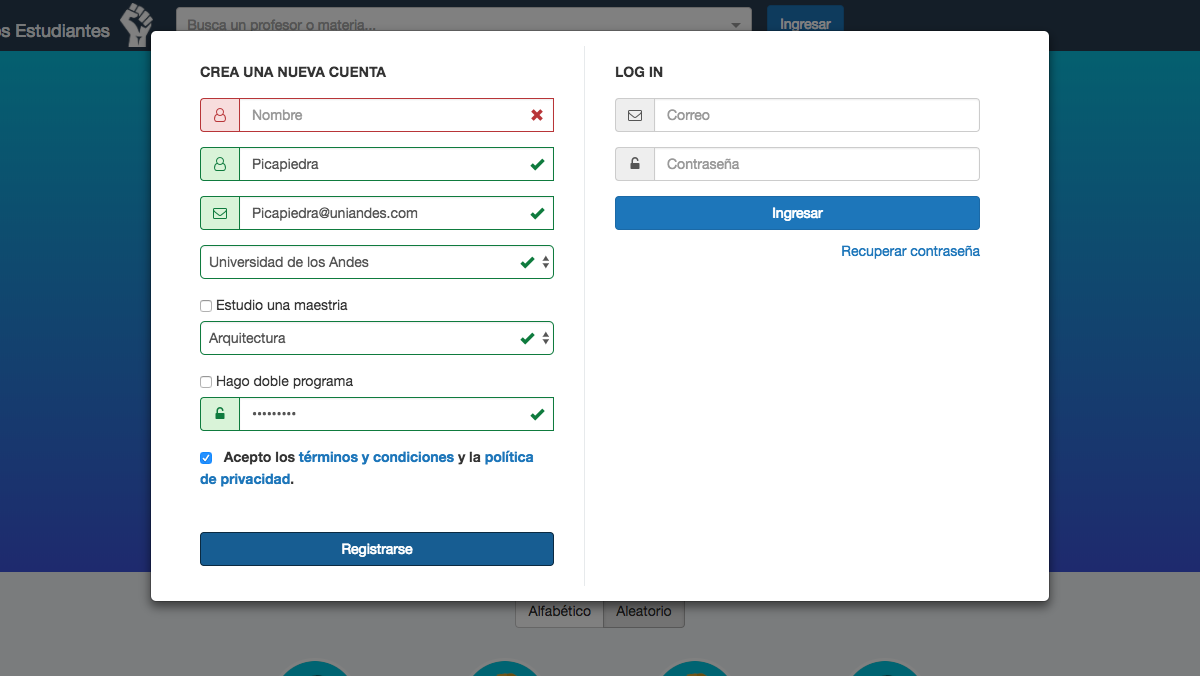 s Estudiantes
Busca un profesor o materia...
Ingresar
CREA UNA NUEVA CUENTA
Nombre
Picapiedra
Picapiedra@uniandes.com
Universidad de los Andes
Estudio una maestria
Arquitectura
Hago doble programa
•••••••••
Acepto los términos y condiciones y la política
de privacidad.
Registrarse
LOG IN
Correo
Contraseña
Ingresar
Recuperar contraseña
Alfabético
Aleatorio